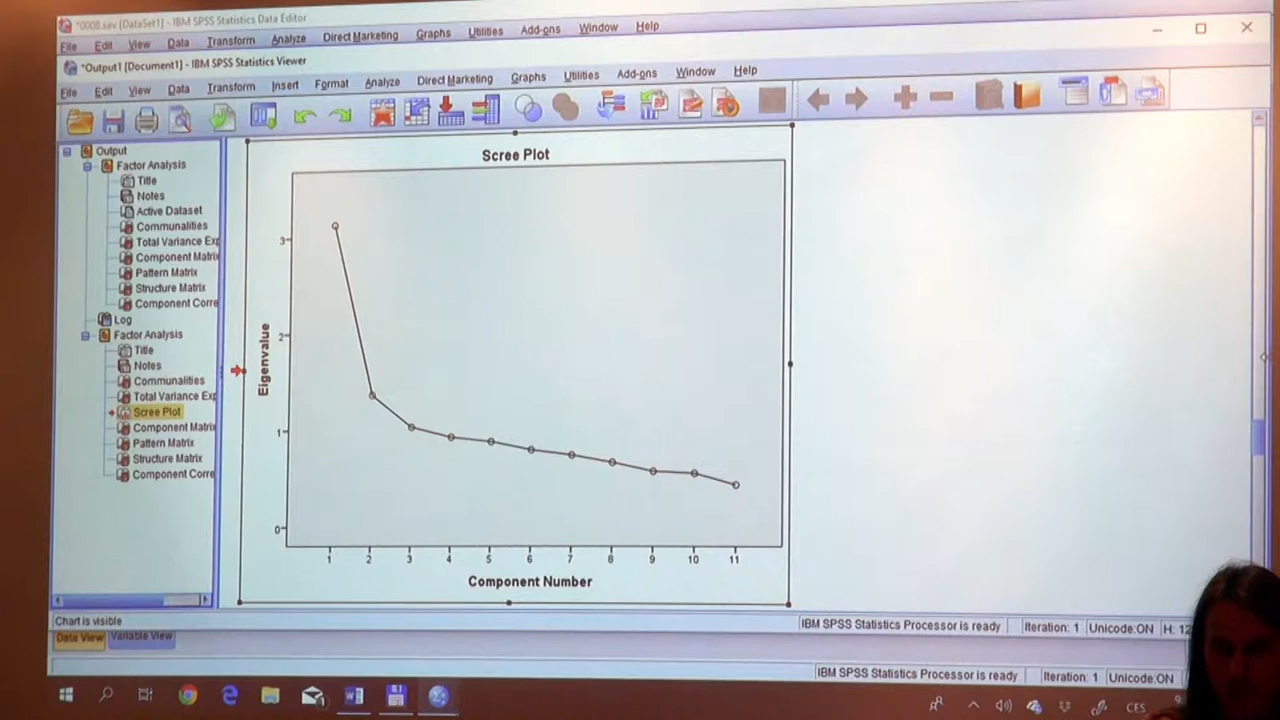 *0008.sav [DataSet1] - IBM SPSS Statistics Data Editor
File Edit View Data Transform Analyze Direct Marketing Graphs Utilities Add-ons Window Help
*Output1 [Document1] - IBM SPSS Statistics Viewer
File Edit View Data Transform Insert Format Analyze Direct Marketing Graphs Utilities Add-ons Window Help
Output
Factor Analysis
Title
Notes
Active Dataset
Communalities
Total Variance Exp
Component Matrix
Pattern Matrix
Structure Matrix
Component Corre
Log
Factor Analysis
Title
Notes
Communalities
Total Variance Exp
Scree Plot
Component Matrix
Pattern Matrix
Structure Matrix
Component Corre
Scree Plot
Eigenvalue
3
2
1
0
1 2 3 4 5 6 7 8 9 10 11
Component Number
Chart is visible
IBM SPSS Statistics Processor is ready Iteration: 1 Unicode:ON H: 12
Data View Variable View
IBM SPSS Statistics Processor is ready Iteration: 1 Unicode:ON
CES